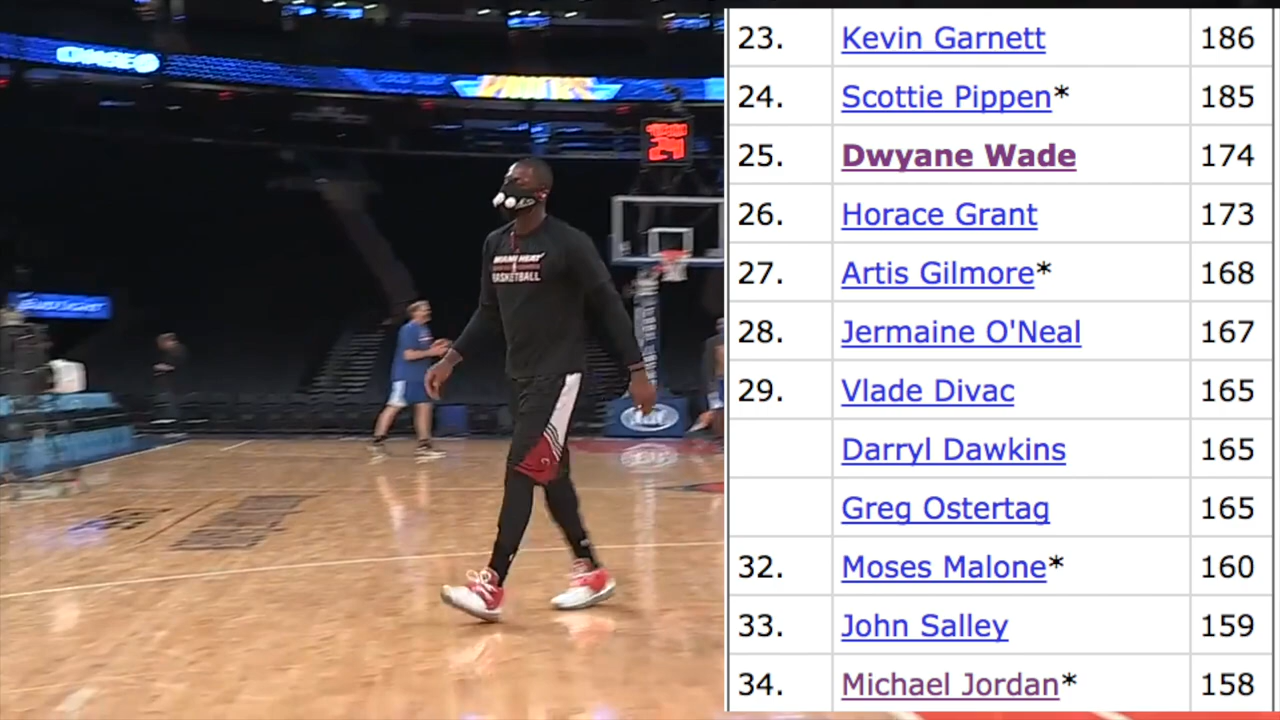 CHASE
23. Kevin Garnett 186
24. Scottie Pippen* 185
25. Dwyane Wade 174
26. Horace Grant 173
27. Artis Gilmore* 168
28. Jermaine O'Neal 167
29. Vlade Divac 165
Darryl Dawkins 165
Greg Ostertag 165
32. Moses Malone* 160
33. John Salley 159
34. Michael Jordan* 158
MIAMI HEAT
BASKETBALL